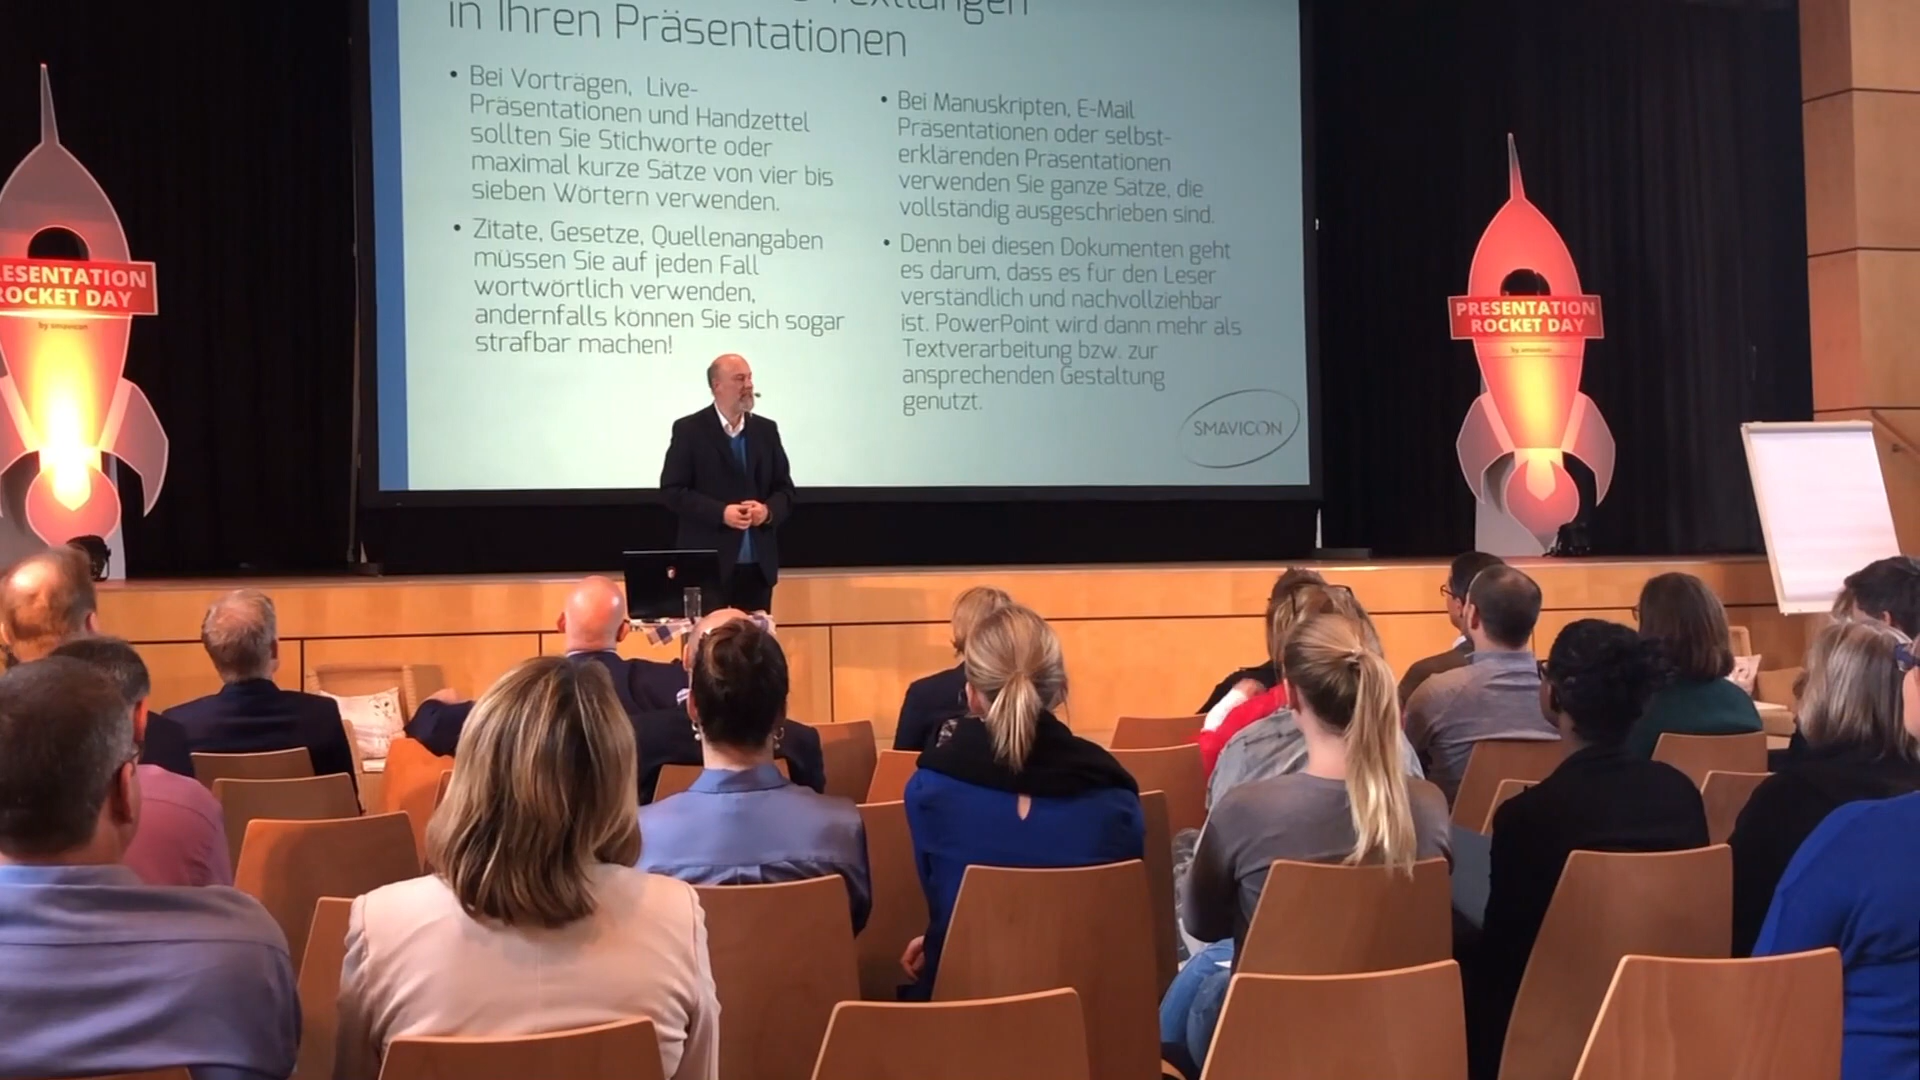 in Ihren Präsentationen
• Bei Vorträgen, Live-
Präsentationen und Handzettel
sollten Sie Stichworte oder
maximal kurze Sätze von vier bis
sieben Wörtern verwenden.
• Zitate, Gesetze, Quellenangaben
müssen Sie auf jeden Fall
wortwörtlich verwenden,
andernfalls können Sie sich sogar
strafbar machen!
• Bei Manuskripten, E-Mail
Präsentationen oder selbst-
erklärenden Präsentationen
verwenden Sie ganze Sätze, die
vollständig ausgeschrieben sind.
• Denn bei diesen Dokumenten geht
es darum, dass es für den Leser
verständlich und nachvollziehbar
ist. PowerPoint wird dann mehr als
Textverarbeitung bzw. zur
ansprechenden Gestaltung
genutzt.
SMAVICON
ESENTATION
ROCKET DAY
by smavicon
PRESENTATION
ROCKET DAY
by smavicon